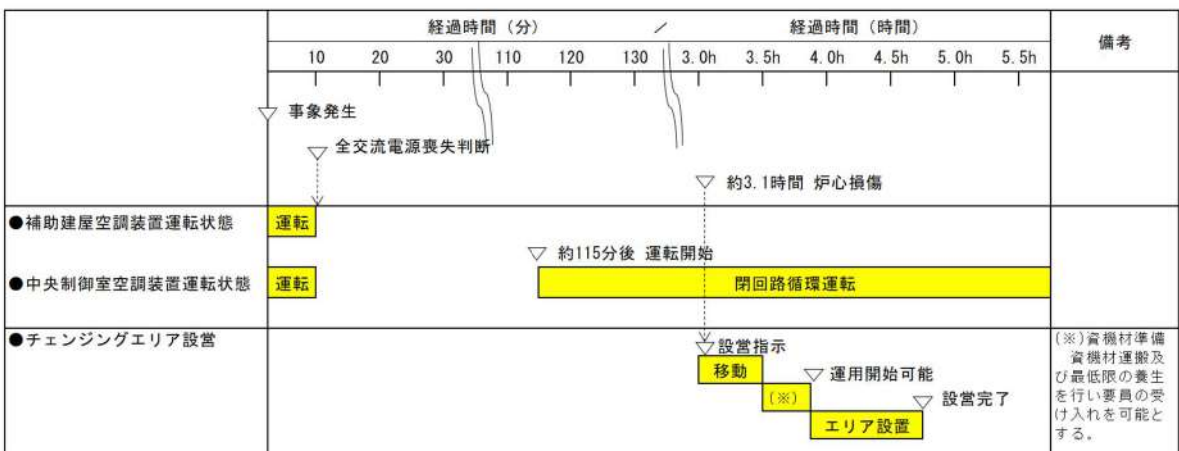 経過時間（分） ／ 経過時間（時間）
備考
10 20 30 110 120 130 3.0h 3.5h 4.0h 4.5h 5.0h 5.5h
▽ 事象発生
▽ 全交流電源喪失判断
▽ 約3.1時間 炉心損傷
●補助建屋空調装置運転状態
運転
▽ 約115分後 運転開始
●中央制御室空調装置運転状態
運転
閉回路循環運転
●チェンジングエリア設営
▽設営指示
移動
▽ 運用開始可能
(※)
▽ 設営完了
エリア設置
(※)資機材準備
資機材運搬及
び最低限の養生
を行い要員の受
け入れを可能と
する。